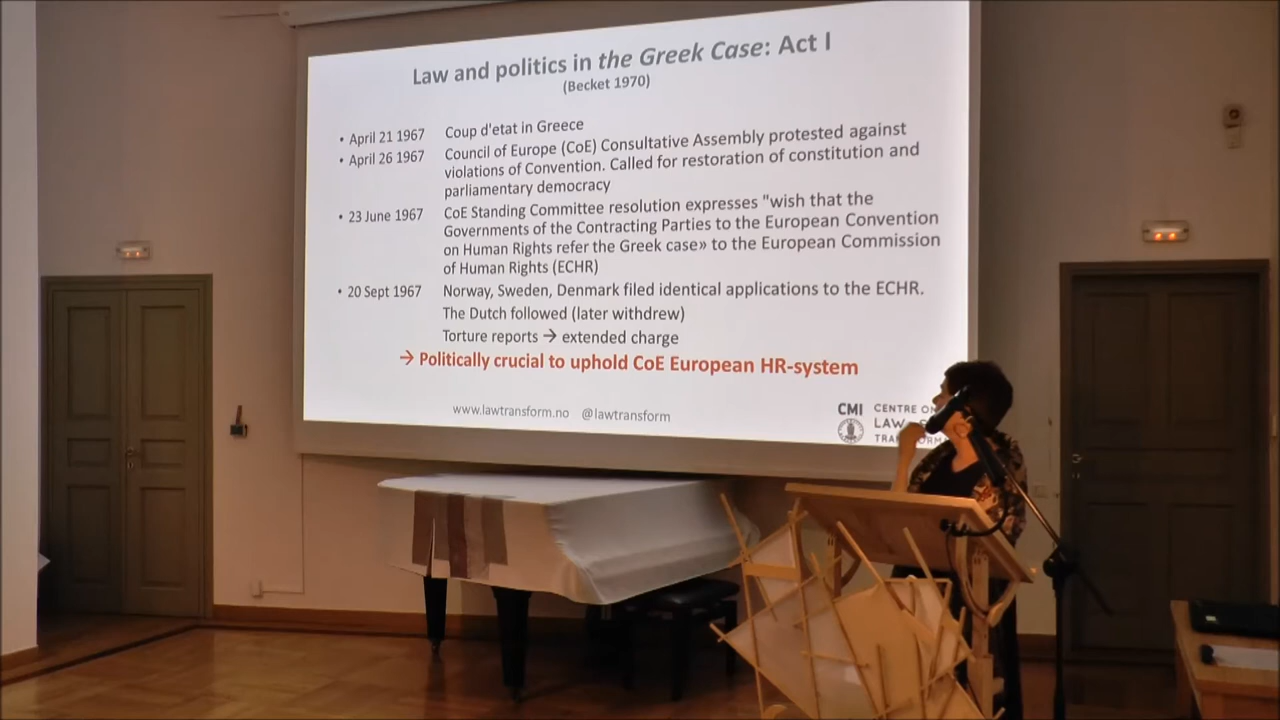 Law and politics in the Greek Case: Act I
(Becket 1970)
• April 21 1967 Coup d'etat in Greece
• April 26 1967 Council of Europe (CoE) Consultative Assembly protested against
violations of Convention. Called for restoration of constitution and
parliamentary democracy
• 23 June 1967 CoE Standing Committee resolution expresses "wish that the
Governments of the Contracting Parties to the European Convention
on Human Rights refer the Greek case» to the European Commission
of Human Rights (ECHR)
• 20 Sept 1967 Norway, Sweden, Denmark filed identical applications to the ECHR.
The Dutch followed (later withdrew)
Torture reports → extended charge
→ Politically crucial to uphold CoE European HR-system
www.lawtransform.no @lawtransform
CMI CENTRE ON
LAW